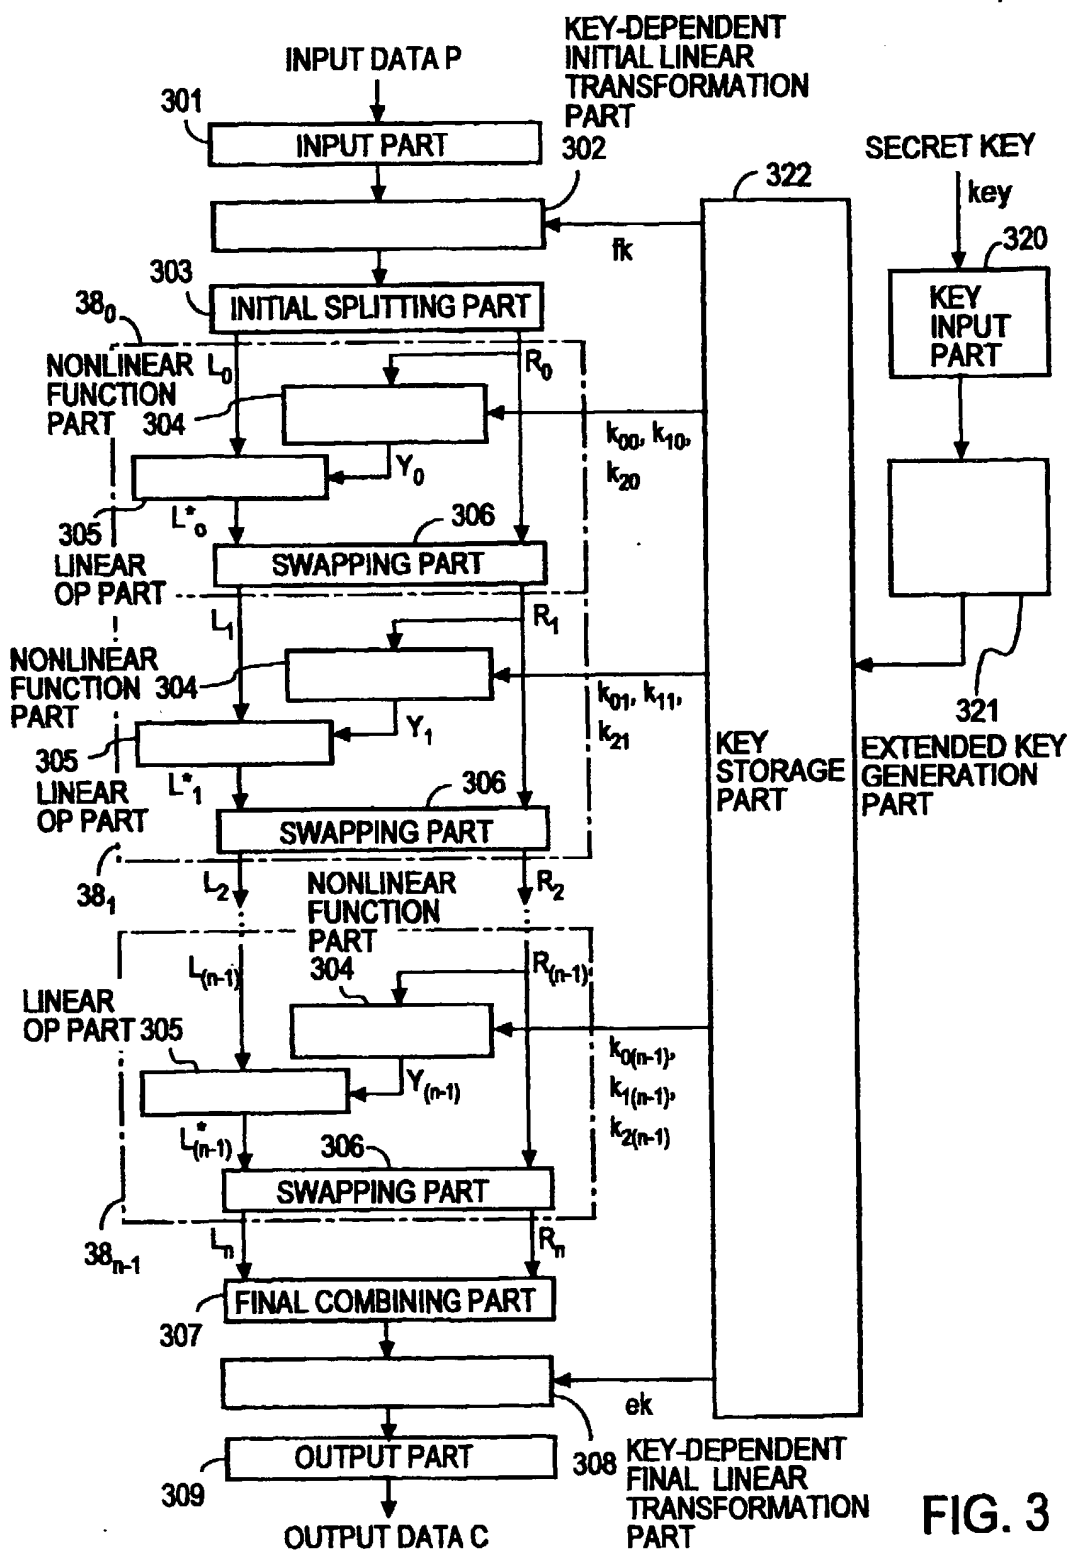 KEY-DEPENDENT
INITIAL LINEAR
TRANSFORMATION
PART
302
INPUT DATA P
301
INPUT PART
322
SECRET KEY
key
fk
320
303
INITIAL SPLITTING PART
KEY
INPUT
PART
38₀
NONLINEAR
FUNCTION
PART 304
L₀
R₀
k₀₀, k₁₀,
k₂₀
Y₀
305
LINEAR
OP PART
L*₀
306
SWAPPING PART
L₁
R₁
NONLINEAR
FUNCTION 304
PART
k₀₁, k₁₁,
k₂₁
Y₁
305
LINEAR
OP PART
L*₁
306
SWAPPING PART
KEY
STORAGE
PART
321
EXTENDED KEY
GENERATION
PART
38₁
L₂
R₂
NONLINEAR
FUNCTION
PART
304
L₍ₙ₋₁₎
R₍ₙ₋₁₎
LINEAR
OP PART 305
k₀₍ₙ₋₁₎,
k₁₍ₙ₋₁₎,
k₂₍ₙ₋₁₎
Y₍ₙ₋₁₎
L*₍ₙ₋₁₎
306
SWAPPING PART
38ₙ₋₁
Lₙ
Rₙ
FINAL COMBINING PART
307
ek
308
KEY-DEPENDENT
FINAL LINEAR
TRANSFORMATION
PART
OUTPUT PART
309
OUTPUT DATA C
FIG. 3